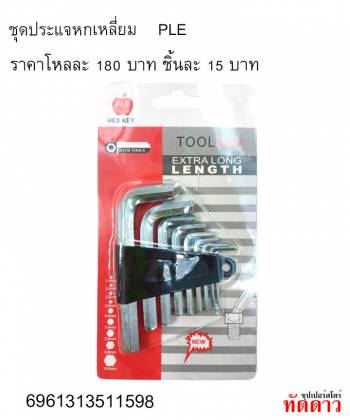 ชุดประแจหกเหลี่ยม PLE
ราคาโหลละ 180 บาท ชิ้นละ 15 บาท
PLE
HEX KEY
HAND TOOLS
TOOL
EXTRA LONG
LENGTH
NEW
6961313511598
ซุปเปอร์สโตร์
ทัดดาว